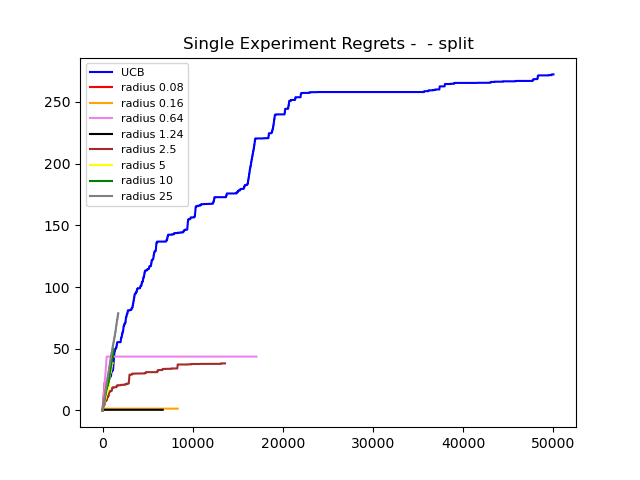 Single Experiment Regrets -  - split
UCB
radius 0.08
radius 0.16
radius 0.64
radius 1.24
radius 2.5
radius 5
radius 10
radius 25
250
200
150
100
50
0
0 10000 20000 30000 40000 50000